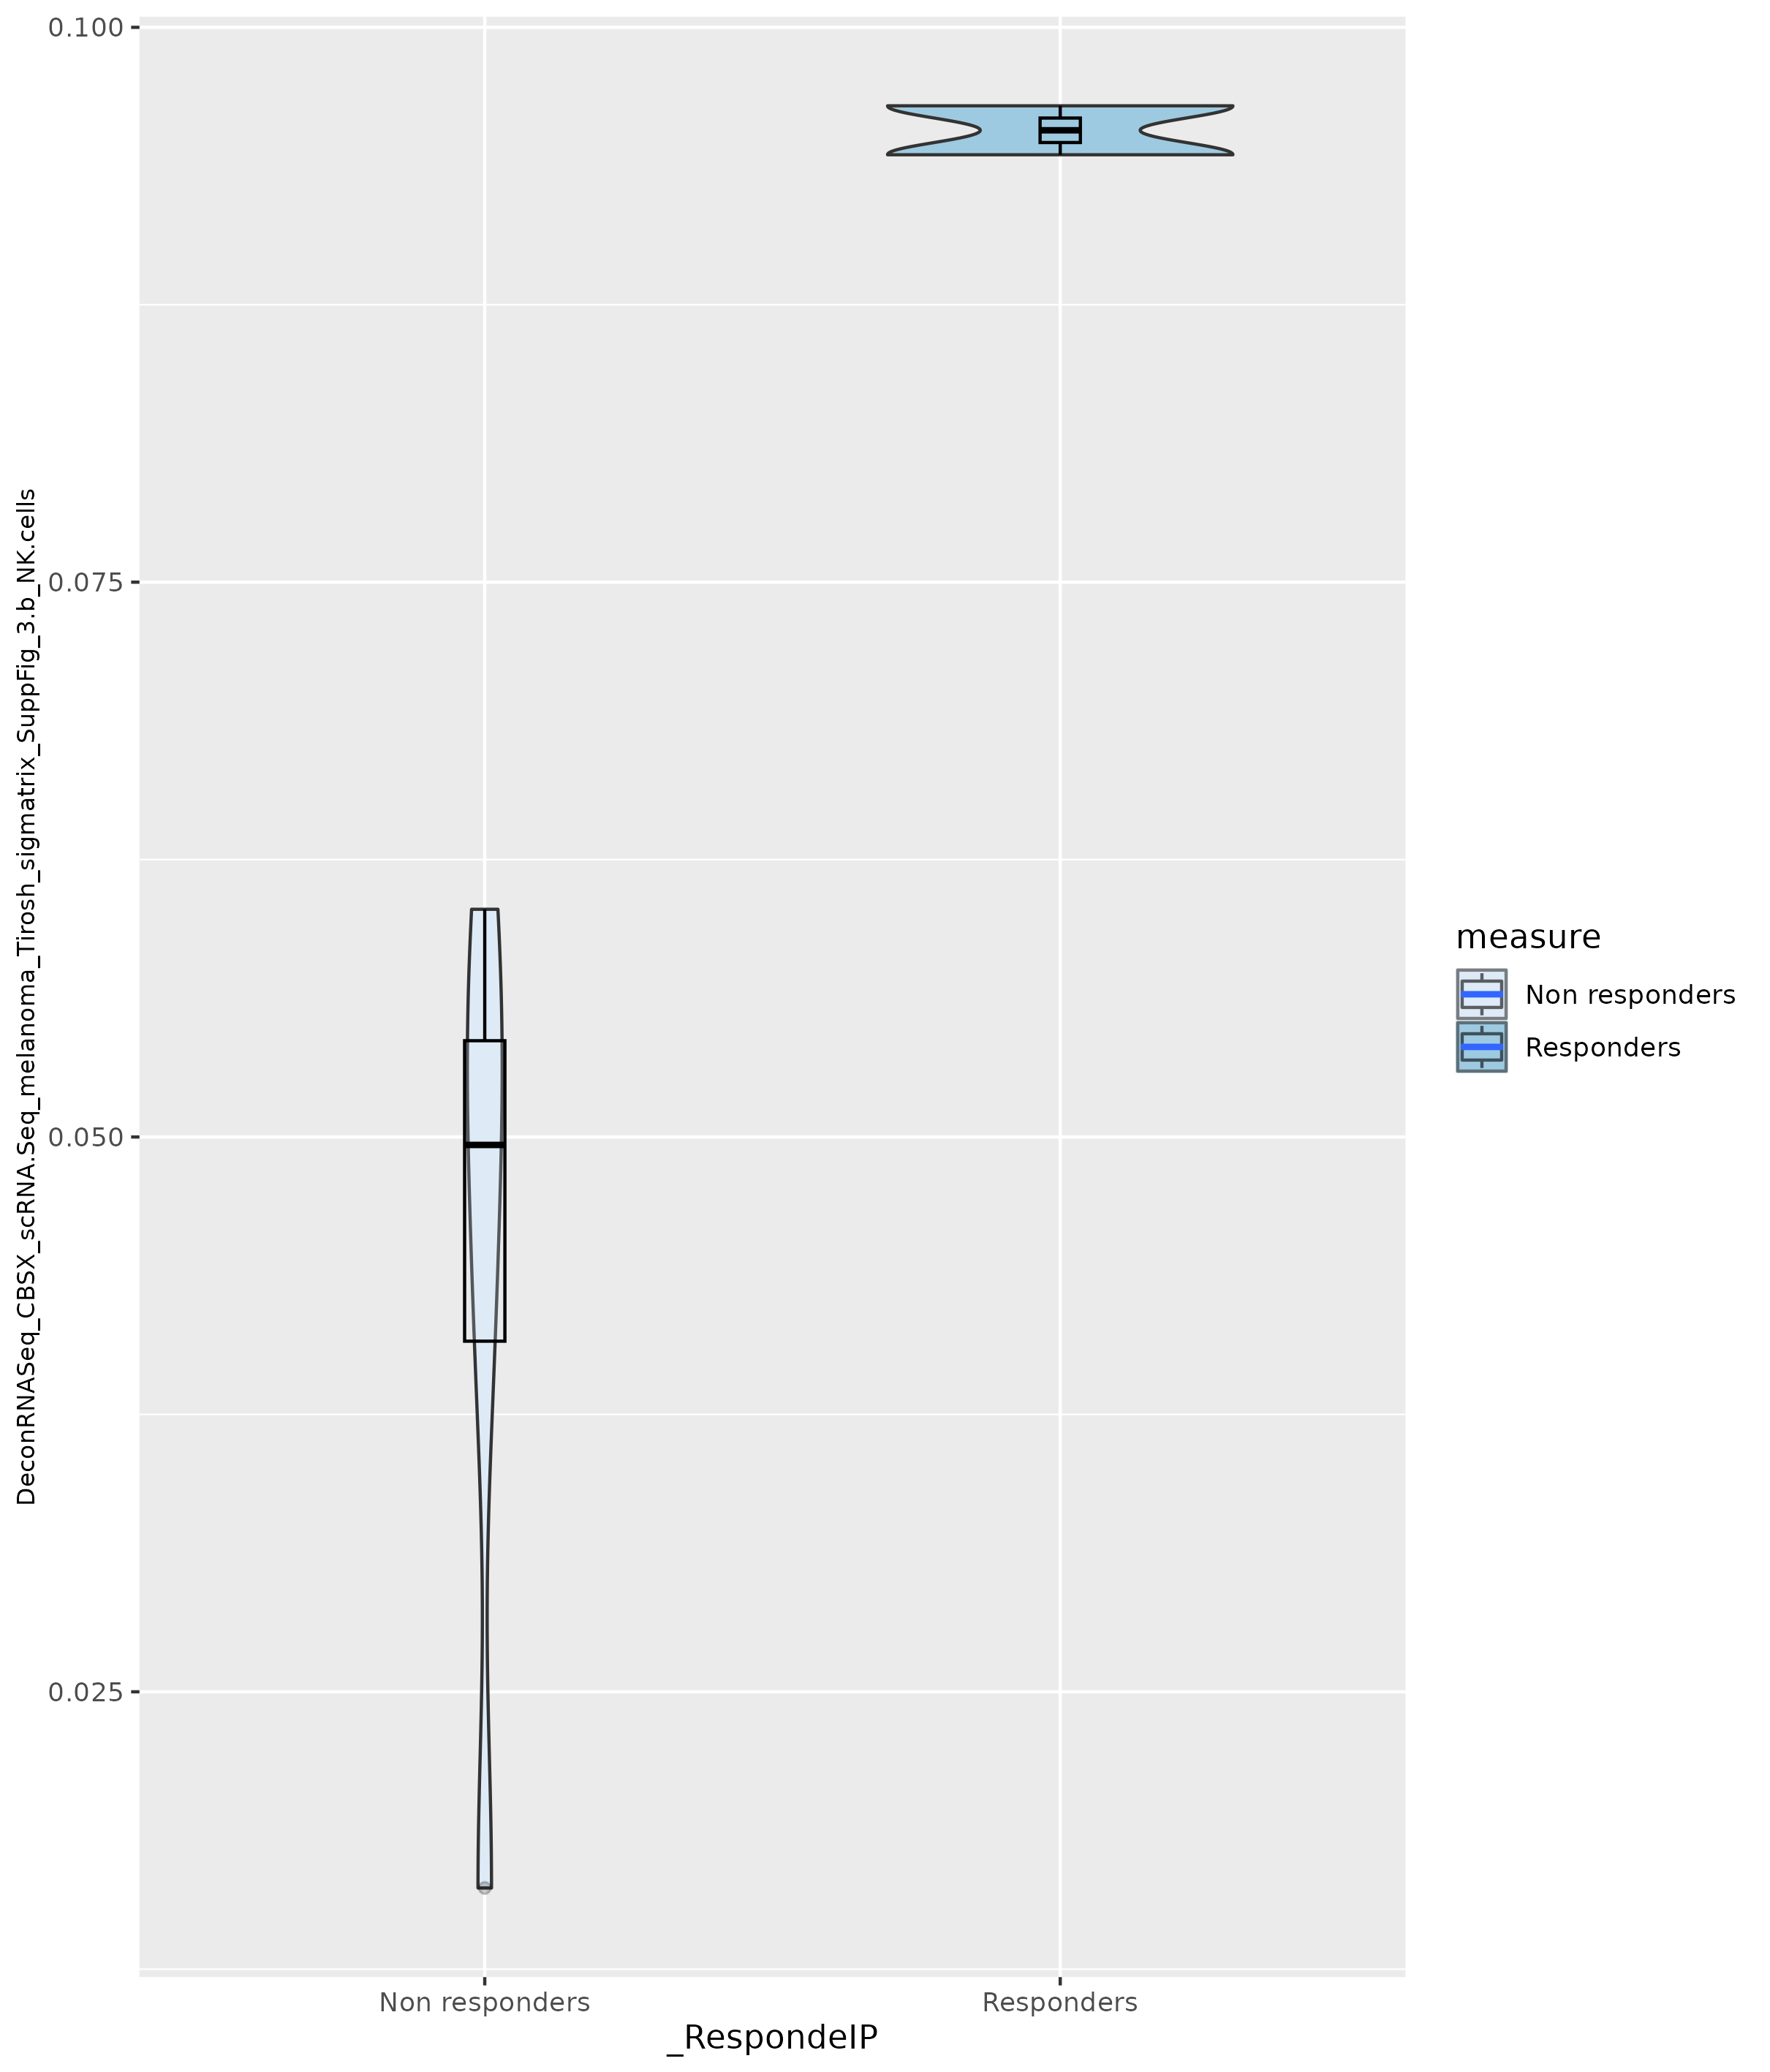 DeconRNASeq_CBSX_scRNA.Seq_melanoma_Tirosh_sigmatrix_SuppFig_3.b_NK.cells
0.100
0.075
0.050
0.025
Non responders
Responders
_RespondeIP
measure
Non responders
Responders